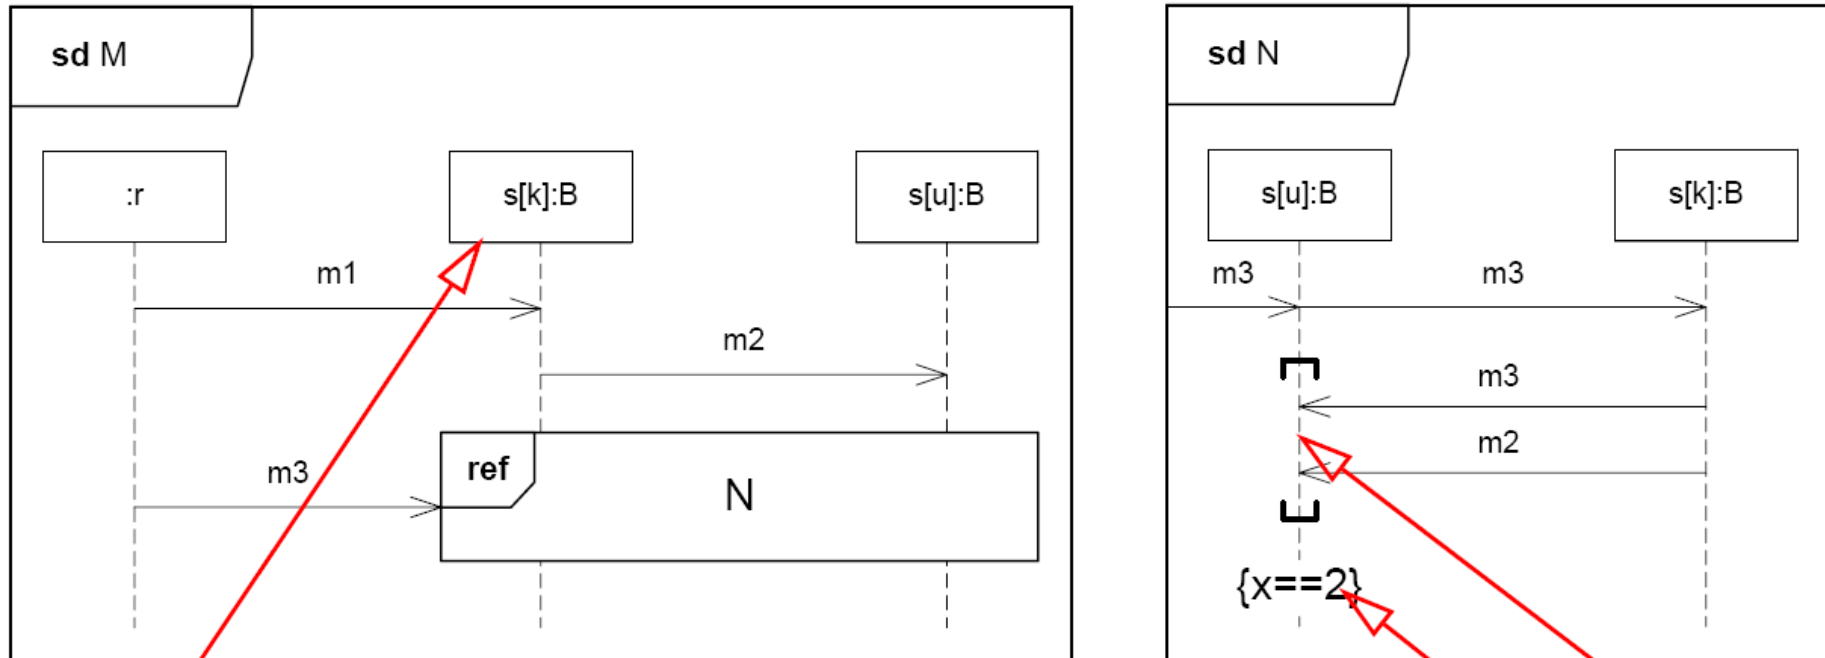 sd M
:r
s[k]:B
s[u]:B
m1
m2
m3
ref
N
sd N
s[u]:B
s[k]:B
m3
m3
m3
m2
{x==2}